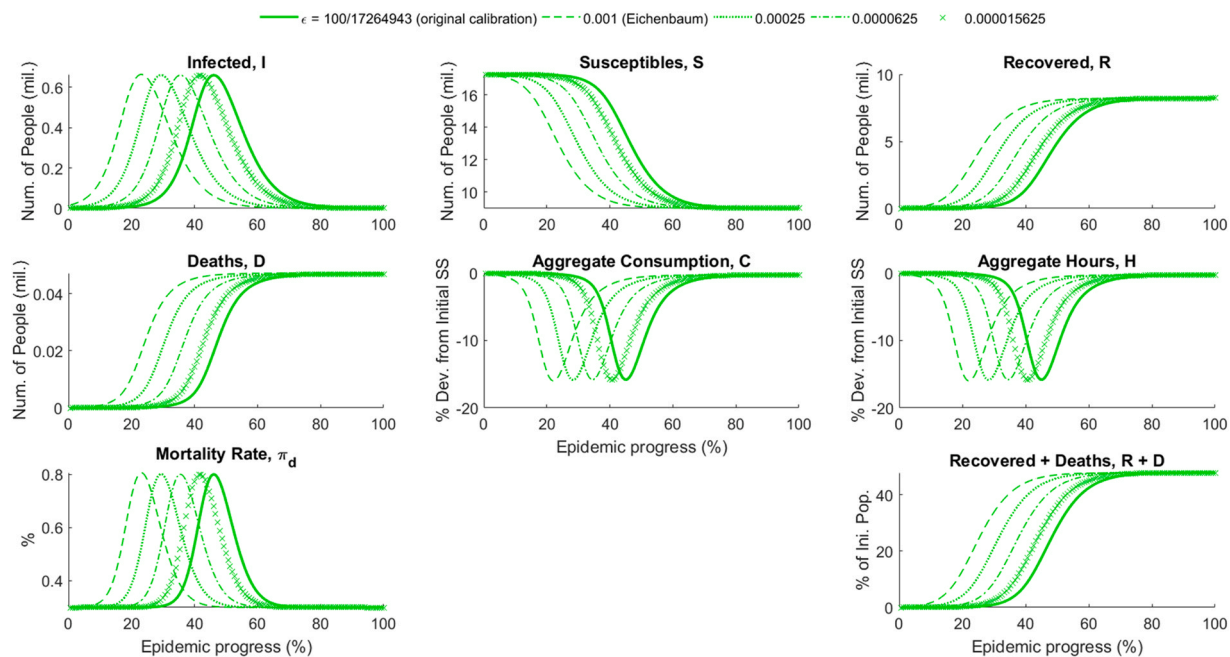 ϵ = 100/17264943 (original calibration) 0.001 (Eichenbaum) 0.00025 0.0000625 0.000015625
Infected, I
Num. of People (mil.)
0.6
0.4
0.2
0
0 20 40 60 80 100
Susceptibles, S
Num. of People (mil.)
16
14
12
10
0 20 40 60 80 100
Recovered, R
Num. of People (mil.)
10
5
0
0 20 40 60 80 100
Deaths, D
Num. of People (mil.)
0.04
0.02
0
0 20 40 60 80 100
Aggregate Consumption, C
% Dev. from Initial SS
0
-10
-20
0 20 40 60 80 100
Epidemic progress (%)
Aggregate Hours, H
% Dev. from Initial SS
0
-10
-20
0 20 40 60 80 100
Mortality Rate, π_d
%
0.8
0.6
0.4
0 20 40 60 80 100
Epidemic progress (%)
Recovered + Deaths, R + D
% of Ini. Pop.
40
20
0
0 20 40 60 80 100
Epidemic progress (%)